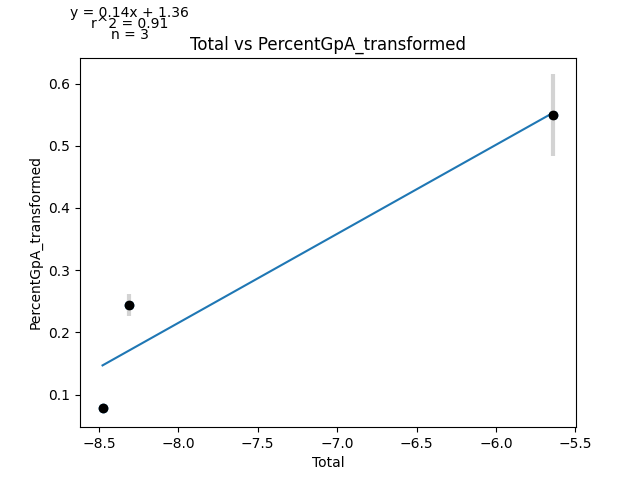 y = 0.14x + 1.36
r^2 = 0.91
n = 3
Total vs PercentGpA_transformed
PercentGpA_transformed
0.6
0.5
0.4
0.3
0.2
0.1
−8.5 −8.0 −7.5 −7.0 −6.5 −6.0 −5.5
Total